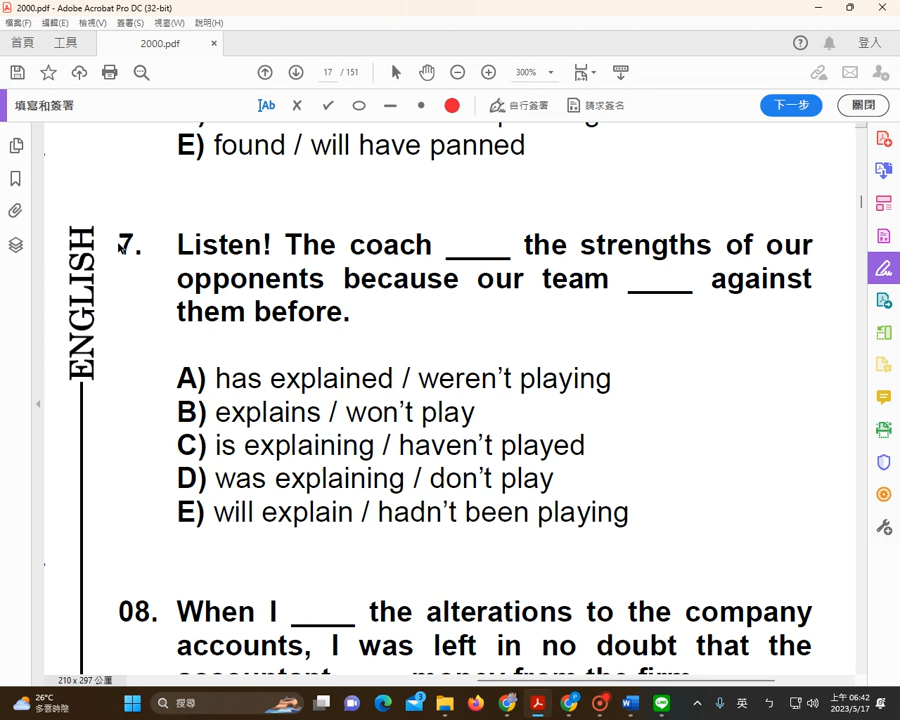 2000.pdf - Adobe Acrobat Pro DC (32-bit)
檔案(F) 編輯(E) 檢視(V) 簽署(S) 視窗(W) 說明(H)
首頁 工具 2000.pdf × 登入
17 / 151 300%
填寫和簽署 Ab 自行簽署 請求簽名 下一步 關閉
E) found / will have panned
ENGLISH
7. Listen! The coach ____ the strengths of our
opponents because our team ____ against
them before.
A) has explained / weren't playing
B) explains / won't play
C) is explaining / haven't played
D) was explaining / don't play
E) will explain / hadn't been playing
08. When I ____ the alterations to the company
accounts, I was left in no doubt that the
210 x 297 公厘
26°C
多雲時陰
搜尋
英
上午 06:42
2023/5/17